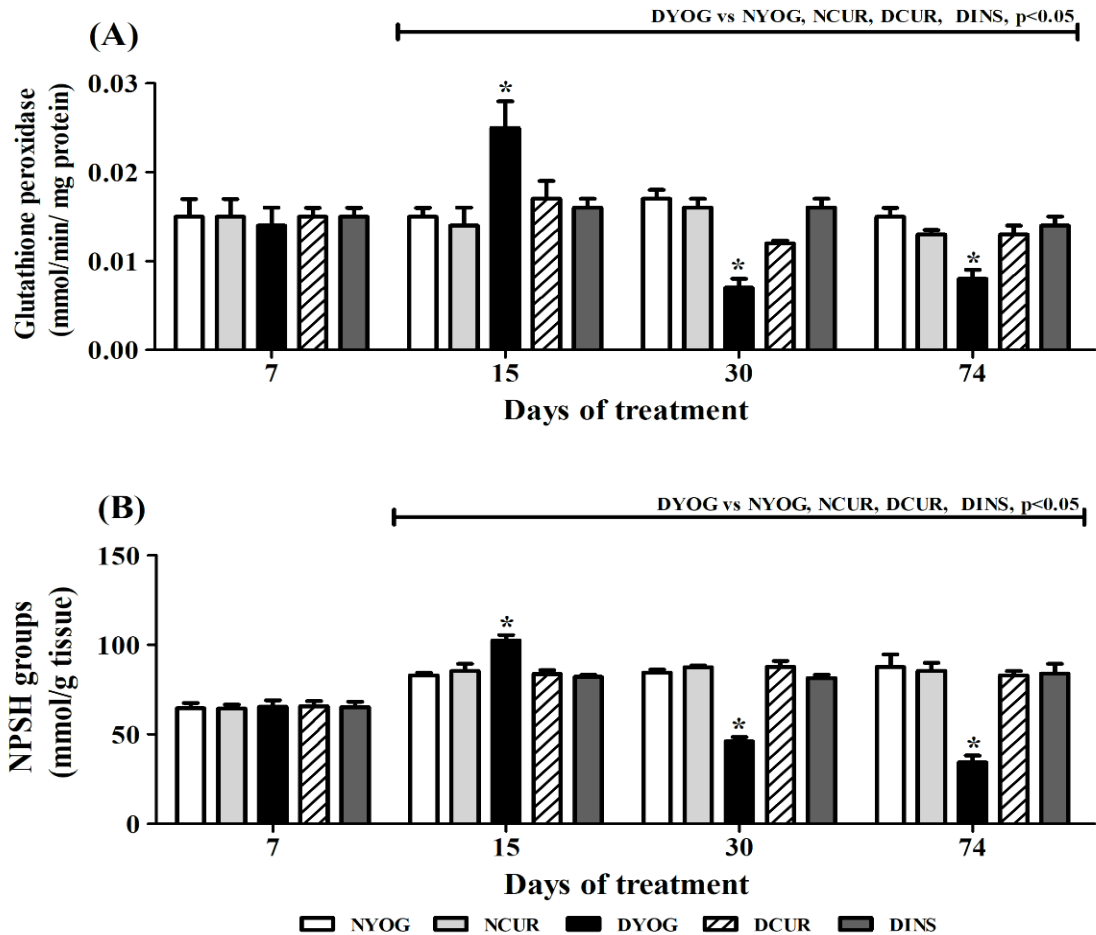 (A)
DYOG vs NYOG, NCUR, DCUR, DINS, p<0.05
Glutathione peroxidase
(mmol/min/ mg protein)
0.03
0.02
0.01
0.00
*
*
*
7 15 30 74
Days of treatment
(B)
DYOG vs NYOG, NCUR, DCUR, DINS, p<0.05
NPSH groups
(mmol/g tissue)
150
100
50
0
*
*
*
7 15 30 74
Days of treatment
NYOG NCUR DYOG DCUR DINS